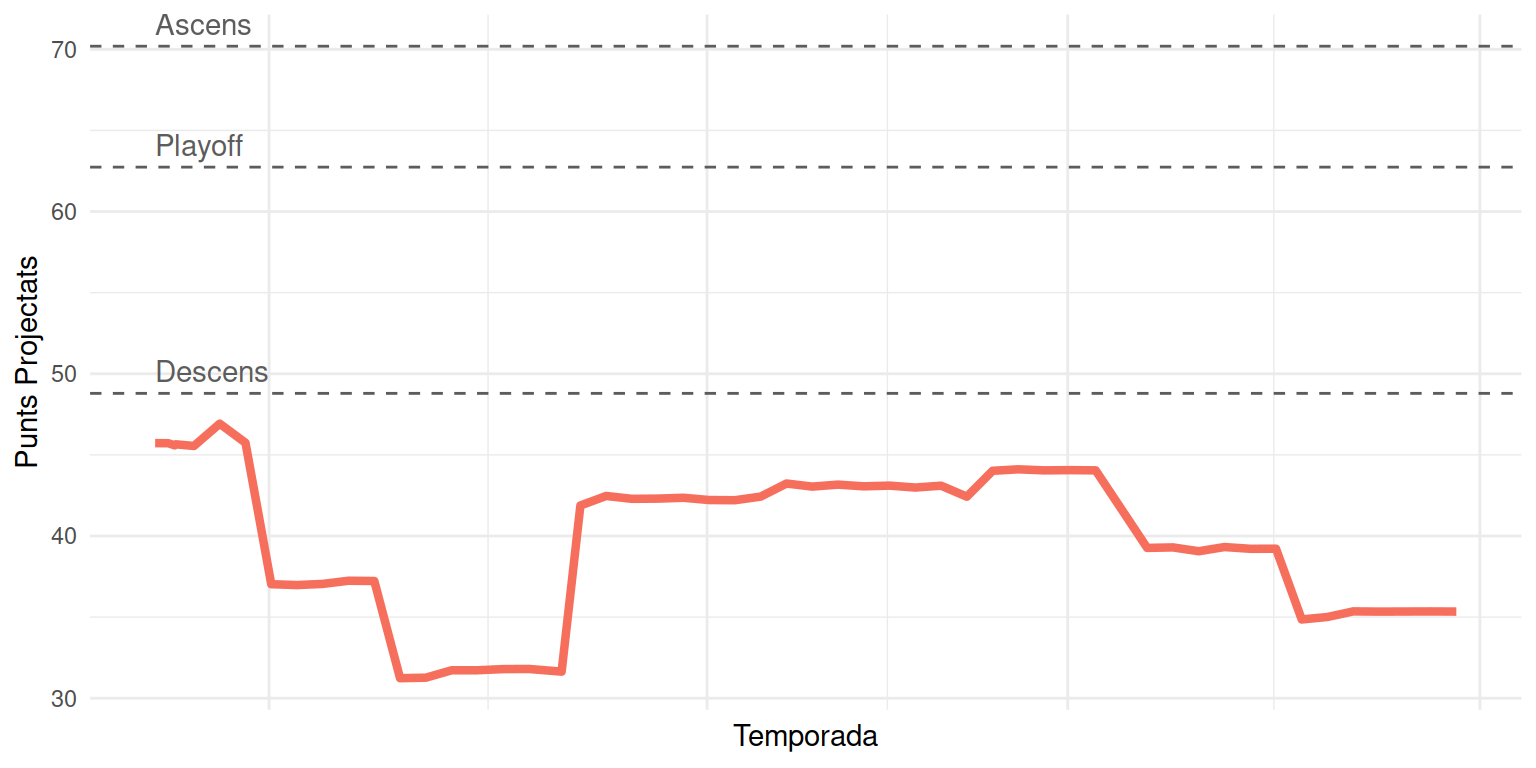 Ascens
70
Playoff
60
Descens
50
40
30
Punts Projectats
Temporada